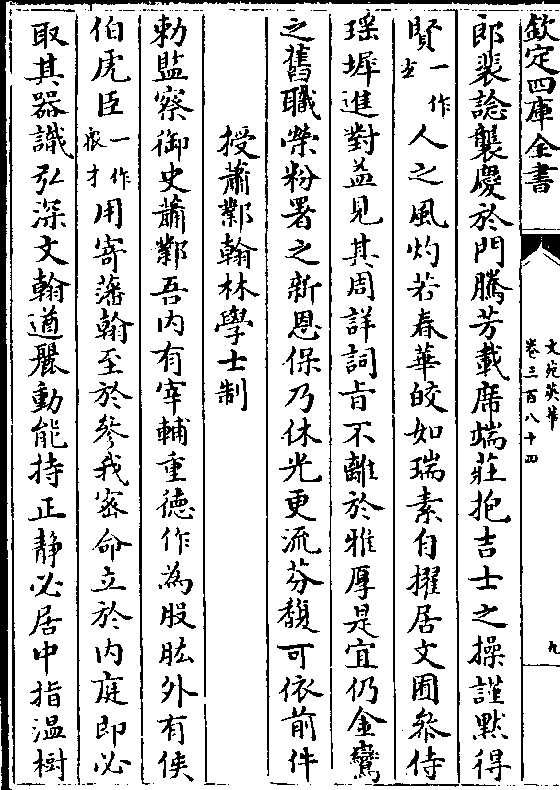 欽定四庫全書
文苑英華
卷三百八十四
九
郎裴諗襲慶於門騰芳載席端莊抱吉士之操謹默得
賢一作至人之風灼若春華皎如瑞素自擢居文囿參侍
瑶墀進對益見其周詳詞旨不離於雅厚是宜仍金鸞
之舊職榮粉署之新恩保乃休光更流芬馥可依前件
授蕭鄴翰林學士制
勅監察御史蕭鄴吾内有宰輔重德作為股肱外有侯
伯虎臣一作才用寄藩翰至於參我密命立於内庭即必
取其器識弘深文翰遒麗動能持正静必居中指温樹